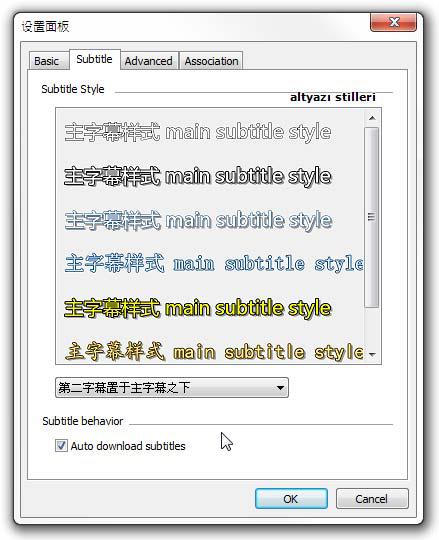 设置面板
Basic Subtitle Advanced Association
Subtitle Style
altyazı stilleri
主字幕样式 main subtitle style
主字幕样式 main subtitle style
主字幕样式 main subtitle style
主字幕样式 main subtitle style
主字幕样式 main subtitle style
主字幕样式 main subtitle style
第二字幕置于主字幕之下
Subtitle behavior
Auto download subtitles
OK Cancel